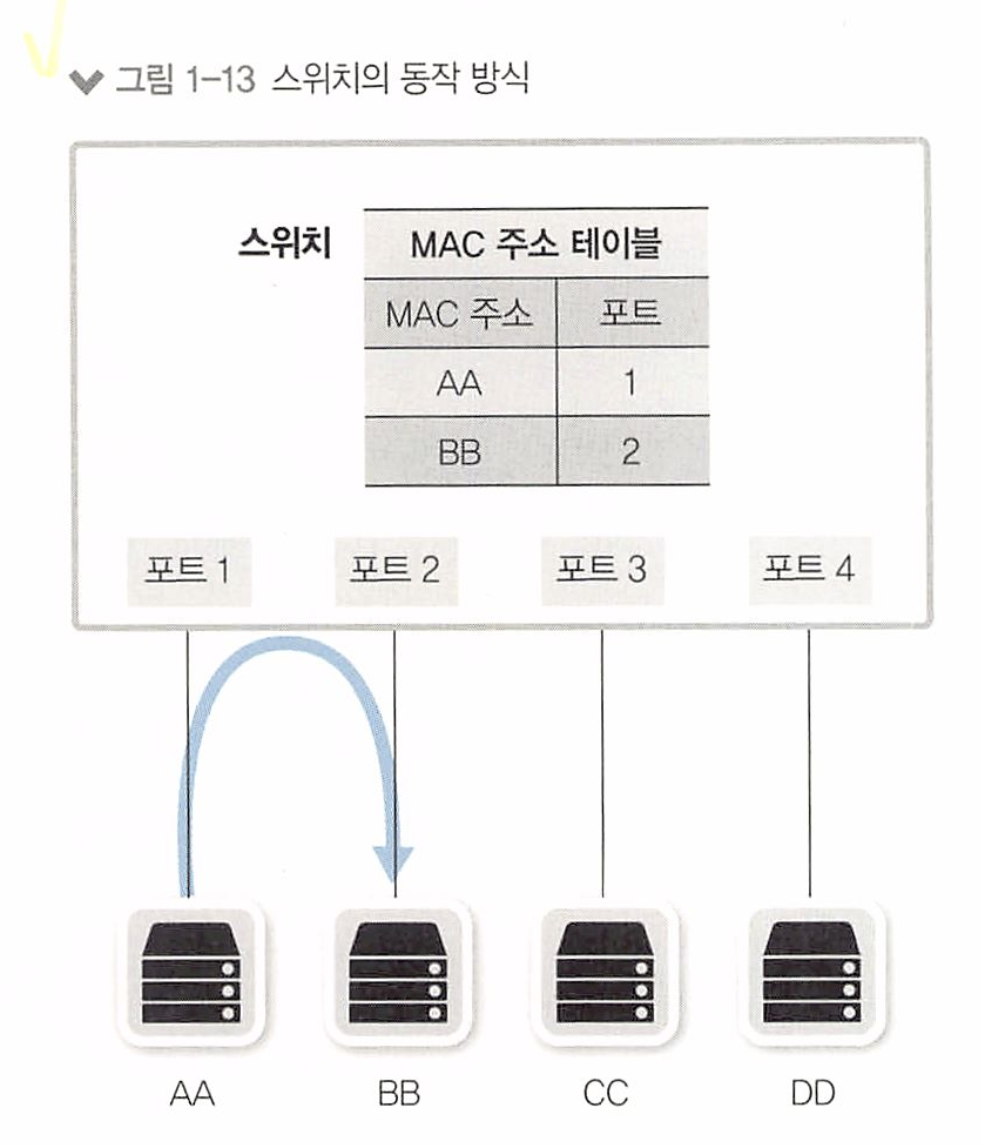 그림 1-13 스위치의 동작 방식
스위치
MAC 주소 테이블
MAC 주소 포트
AA 1
BB 2
포트 1 포트 2 포트 3 포트 4
AA BB CC DD